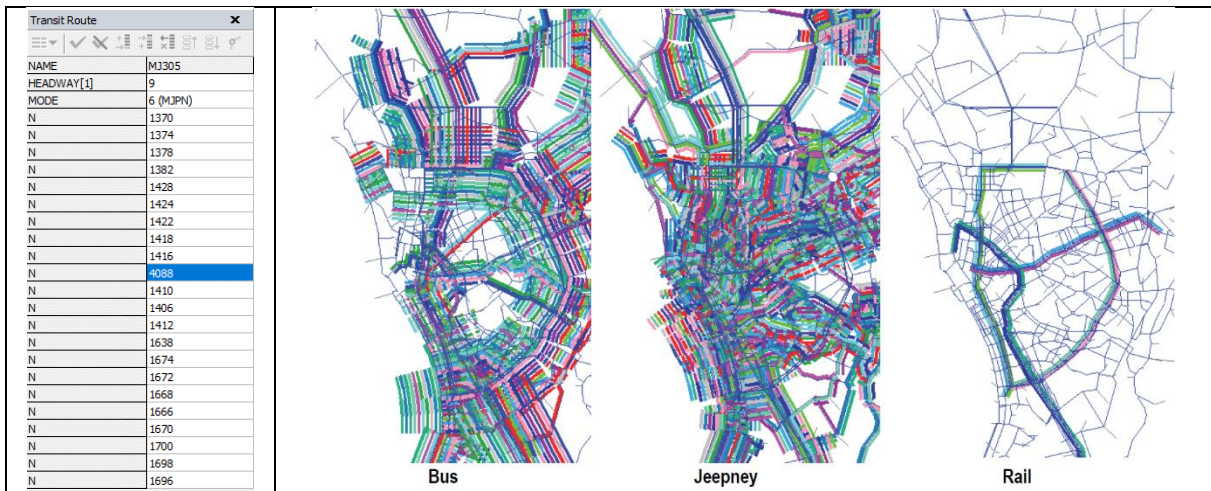 Transit Route x
NAME MJ305
HEADWAY[1] 9
MODE 6 (MJPN)
N 1370
N 1374
N 1378
N 1382
N 1428
N 1424
N 1422
N 1418
N 1416
N 4088
N 1410
N 1406
N 1412
N 1638
N 1674
N 1672
N 1668
N 1666
N 1670
N 1700
N 1698
N 1696
Bus Jeepney Rail